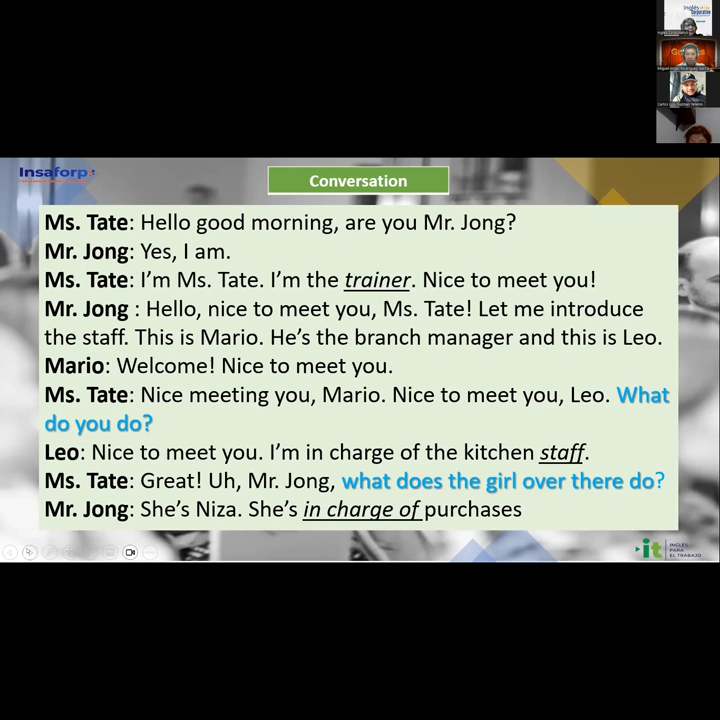 inglés
corporativo
Insaforp
Conversation
Ms. Tate: Hello good morning, are you Mr. Jong?
Mr. Jong: Yes, I am.
Ms. Tate: I’m Ms. Tate. I’m the trainer. Nice to meet you!
Mr. Jong : Hello, nice to meet you, Ms. Tate! Let me introduce
the staff. This is Mario. He’s the branch manager and this is Leo.
Mario: Welcome! Nice to meet you.
Ms. Tate: Nice meeting you, Mario. Nice to meet you, Leo. What
do you do?
Leo: Nice to meet you. I’m in charge of the kitchen staff.
Ms. Tate: Great! Uh, Mr. Jong, what does the girl over there do?
Mr. Jong: She’s Niza. She’s in charge of purchases
it
INGLÉS
PARA
EL TRABAJO